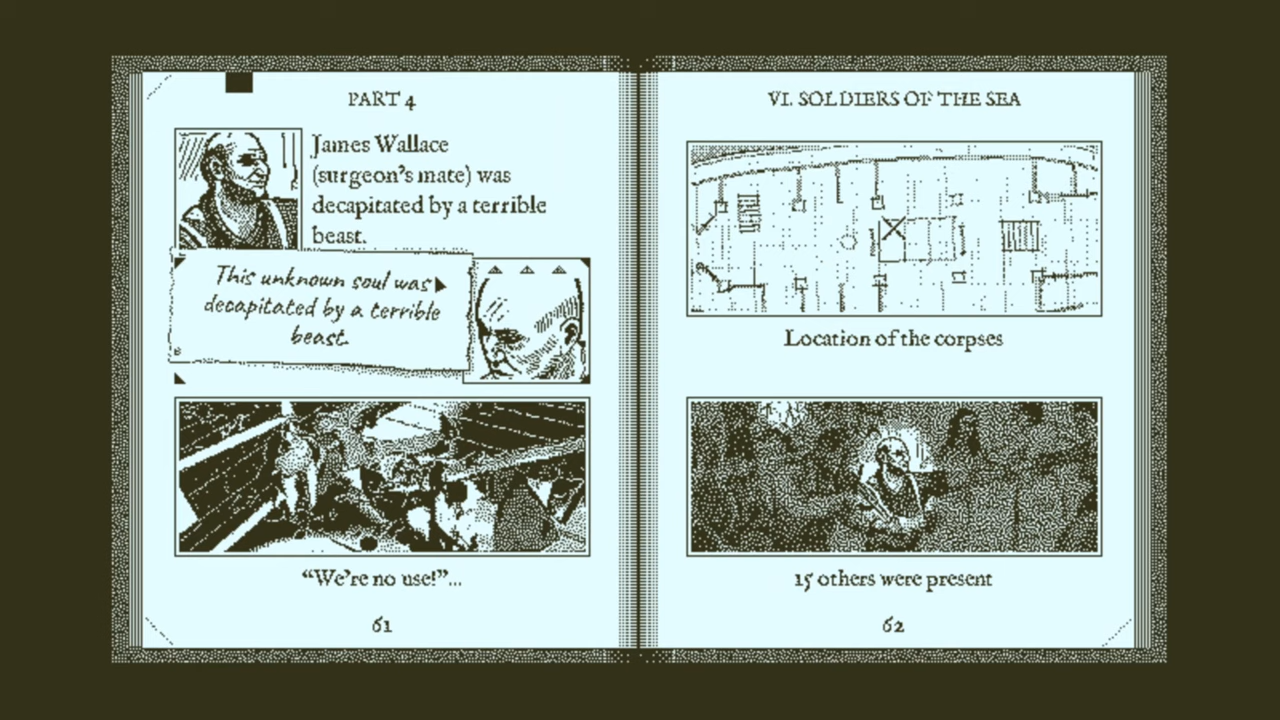 PART 4
James Wallace
(surgeon's mate) was
decapitated by a terrible
beast.
This unknown soul was
decapitated by a terrible
beast.
"We're no use!"...
61
VI. SOLDIERS OF THE SEA
Location of the corpses
15 others were present
62